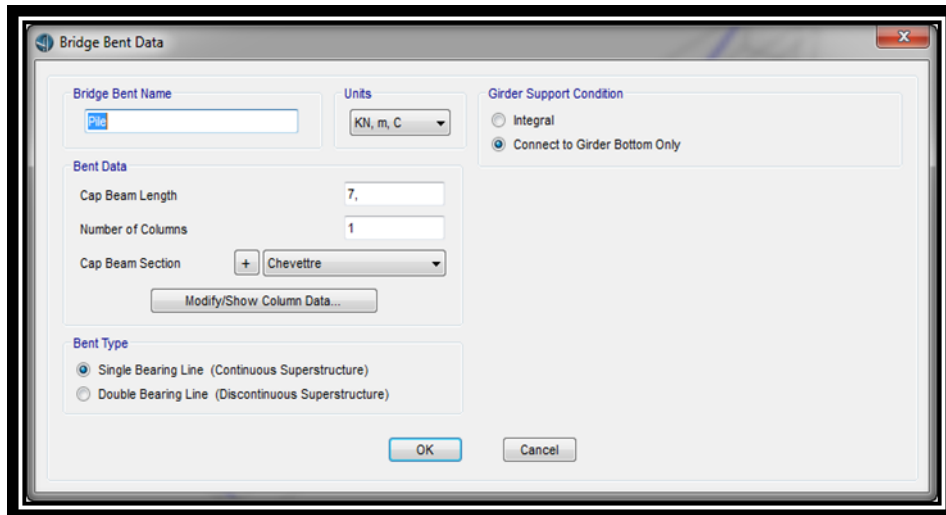 Bridge Bent Data
x
Bridge Bent Name
Pile
Units
KN, m, C
Girder Support Condition
Integral
Connect to Girder Bottom Only
Bent Data
Cap Beam Length
7,
Number of Columns
1
Cap Beam Section
+
Chevettre
Modify/Show Column Data...
Bent Type
Single Bearing Line (Continuous Superstructure)
Double Bearing Line (Discontinuous Superstructure)
OK
Cancel